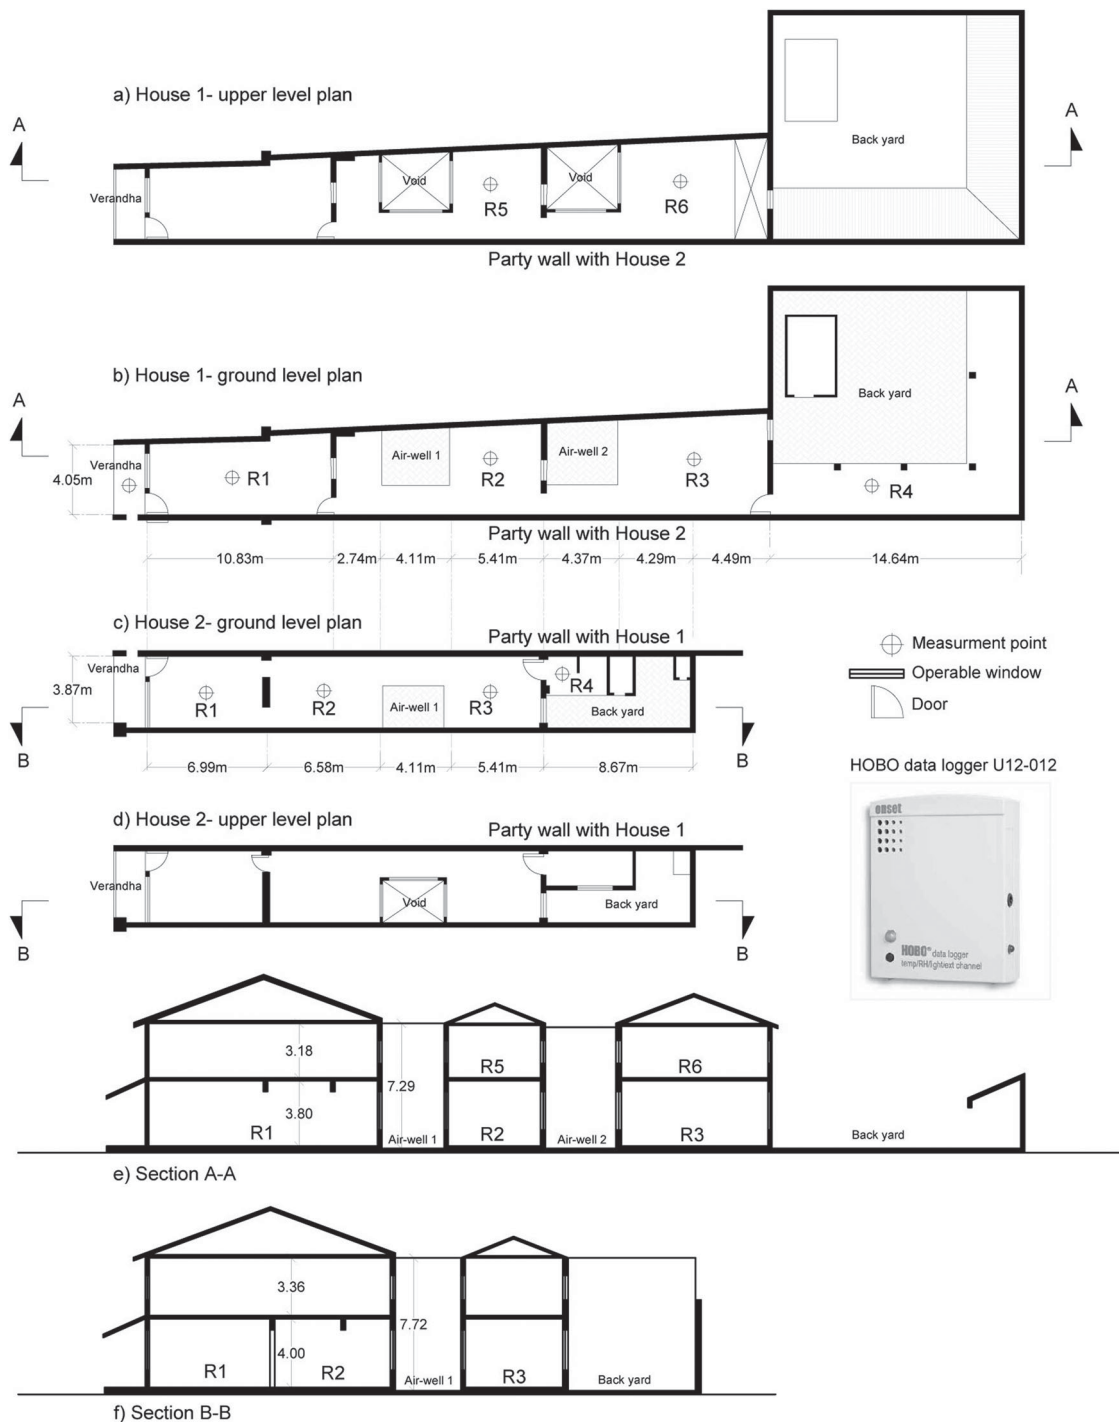 a) House 1- upper level plan
A
A
Verandha
Void
Void
R5
R6
Back yard
Party wall with House 2
b) House 1- ground level plan
A
A
Verandha
4.05m
R1
Air-well 1
R2
Air-well 2
R3
Back yard
R4
Party wall with House 2
10.83m
2.74m
4.11m
5.41m
4.37m
4.29m
4.49m
14.64m
c) House 2- ground level plan
Party wall with House 1
Verandha
3.87m
R1
R2
Air-well 1
R3
R4
Back yard
B
B
6.99m
6.58m
4.11m
5.41m
8.67m
Measurment point
Operable window
Door
HOBO data logger U12-012
onset
HOBO® data logger
temp/RH/light/ext channel
d) House 2- upper level plan
Party wall with House 1
Verandha
Void
Back yard
B
B
3.18
3.80
7.29
R1
Air-well 1
R5
R2
Air-well 2
R6
R3
Back yard
e) Section A-A
3.36
4.00
7.72
R1
R2
Air-well 1
R3
Back yard
f) Section B-B